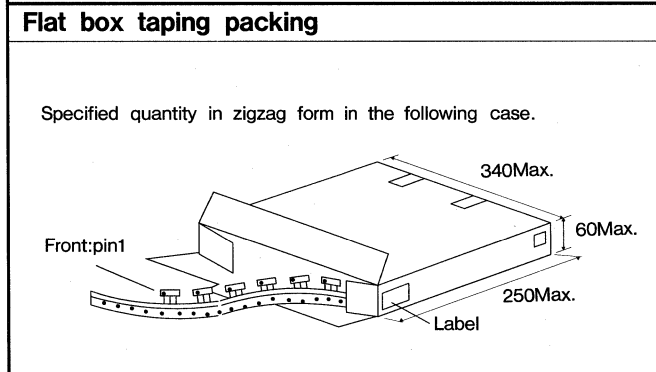 Flat box taping packing
Specified quantity in zigzag form in the following case.
340Max.
60Max.
Front:pin1
250Max.
Label